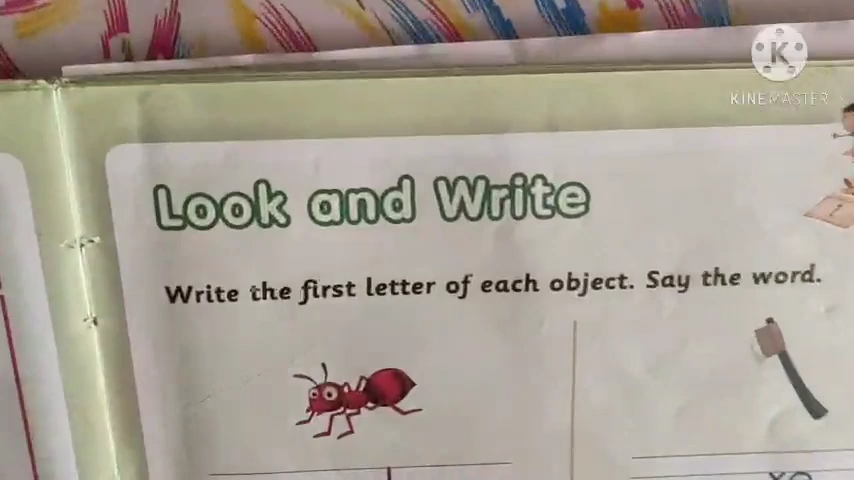 K
KINEMASTER
Look and Write
Write the first letter of each object. Say the word.